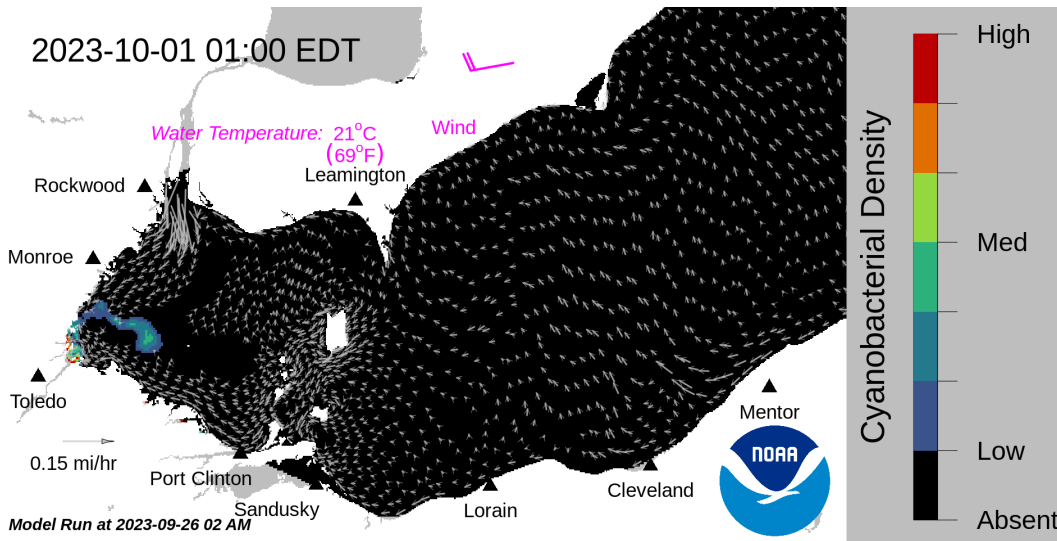 2023-10-01 01:00 EDT
High
Wind
Water Temperature: 21°C
(69°F)
Leamington
Rockwood
Cyanobacterial Density
Med
Monroe
Toledo
Mentor
NOAA
0.15 mi/hr
Low
Port Clinton
Cleveland
Sandusky
Lorain
Absent
Model Run at 2023-09-26 02 AM